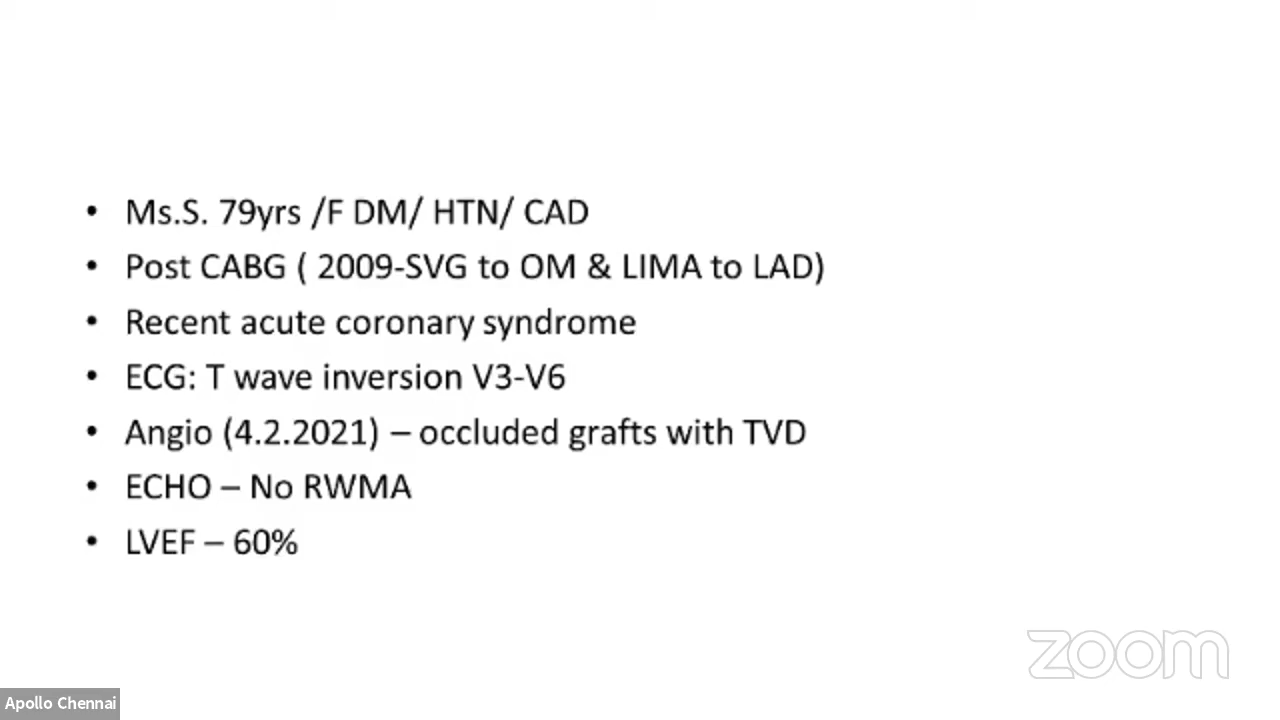 • Ms.S. 79yrs /F DM/ HTN/ CAD
• Post CABG ( 2009-SVG to OM & LIMA to LAD)
• Recent acute coronary syndrome
• ECG: T wave inversion V3-V6
• Angio (4.2.2021) – occluded grafts with TVD
• ECHO – No RWMA
• LVEF – 60%
zoom
Apollo Chennai